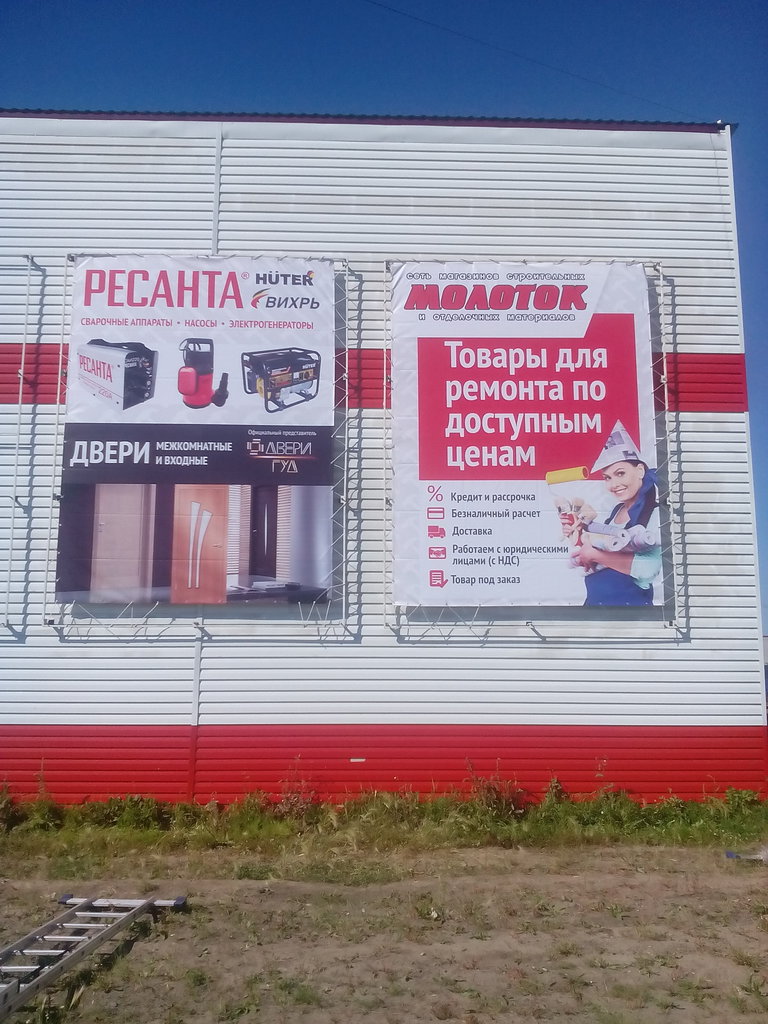 РЕСАНТА®
HÜTER
ВИХРЬ
СВАРОЧНЫЕ АППАРАТЫ • НАСОСЫ • ЭЛЕКТРОГЕНЕРАТОРЫ
РЕСАНТА
HÜTER
ДВЕРИ МЕЖКОМНАТНЫЕ
И ВХОДНЫЕ
Официальный представитель
ДВЕРИ
ГУД
сеть магазинов строительных
МОЛОТОК
и отделочных материалов
Товары для
ремонта по
доступным
ценам
% Кредит и рассрочка
Безналичный расчет
Доставка
Работаем с юридическими
лицами (с НДС)
Товар под заказ